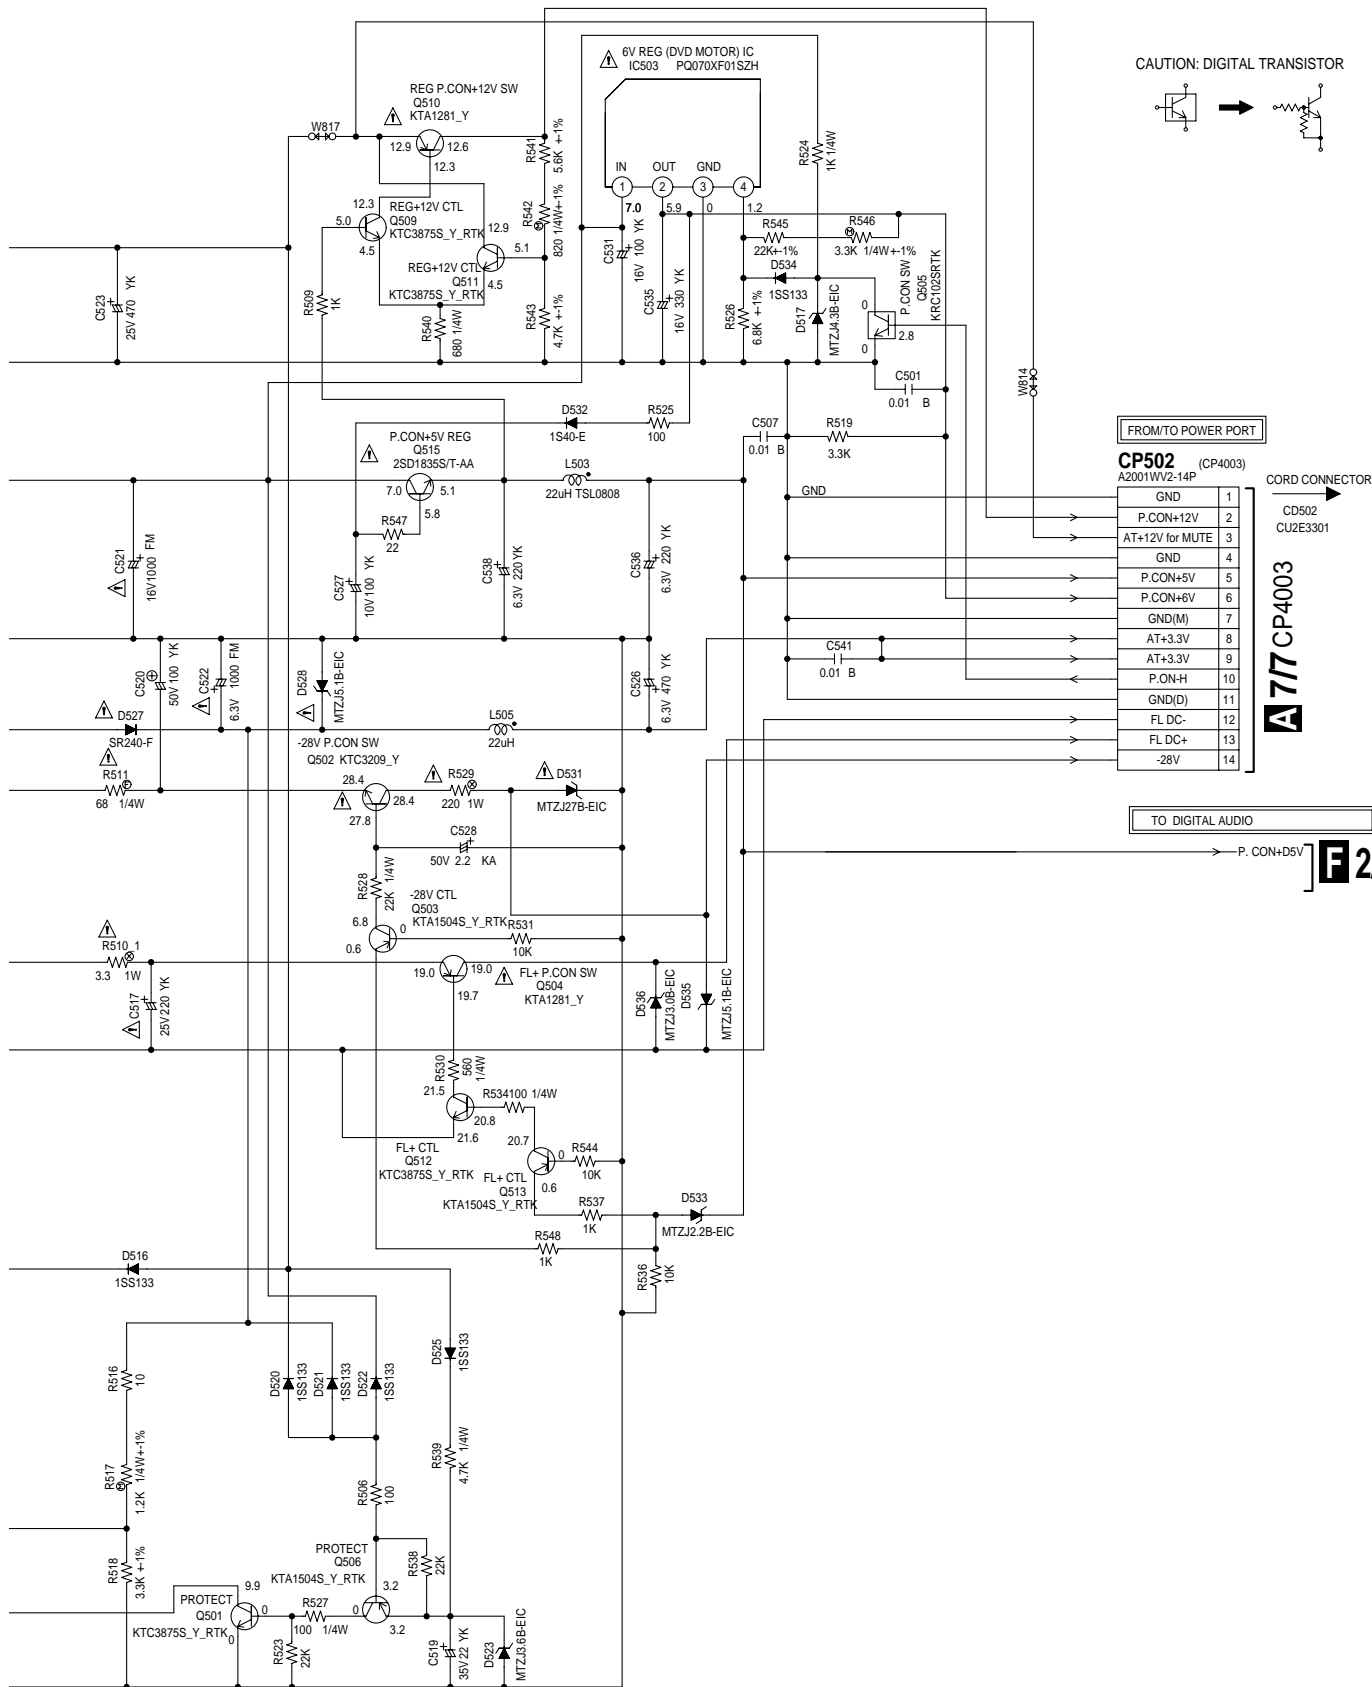 6V REG (DVD MOTOR) IC
IC503 PQ070XF01SZH
CAUTION: DIGITAL TRANSISTOR
REG P.CON+12V SW
Q510
KTA1281_Y
W817
12.9
12.6
12.3
R541
5.6K +-1%
R524
1K 1/4W
IN
OUT
GND
1
2
3
4
7.0
5.9
0
1.2
12.3
REG+12V CTL
5.0
Q509
12.9
KTC3875S_Y_RTK
4.5
R542
820 1/4W+-1%
5.1
REG+12V CTL
Q511
4.5
KTC3875S_Y_RTK
C531
16V 100 YK
R545
22K+-1%
R546
3.3K 1/4W+-1%
D534
1SS133
P.CON SW
Q505
KRC102SRTK
0
2.8
0
C523
25V 470 YK
R509
1K
R540
680 1/4W
R543
4.7K +-1%
C535
16V 330 YK
R526
6.8K +-1%
D517
MTZJ4.3B-EIC
C501
0.01 B
W814
D532
1S40-E
R525
100
C507
0.01 B
R519
3.3K
P.CON+5V REG
Q515
2SD1835S/T-AA
7.0
5.1
5.8
L503
22uH TSL0808
R547
22
GND
FROM/TO POWER PORT
CP502 (CP4003)
A2001WV2-14P
GND 1
P.CON+12V 2
AT+12V for MUTE 3
GND 4
P.CON+5V 5
P.CON+6V 6
GND(M) 7
AT+3.3V 8
AT+3.3V 9
P.ON-H 10
GND(D) 11
FL DC- 12
FL DC+ 13
-28V 14
CORD CONNECTOR
CD502
CU2E3301
A 7/7 CP4003
C521
16V1000 FM
C527
10V 100 YK
C538
6.3V 220 YK
C536
6.3V 220 YK
C541
0.01 B
C520
50V 100 YK
C522
6.3V 1000 FM
D528
MTZJ5.1B-EIC
C526
6.3V 470 YK
D527
SR240-F
L505
22uH
-28V P.CON SW
Q502 KTC3209_Y
R511
68 1/4W
28.4
28.4
27.8
R529
220 1W
D531
MTZJ27B-EIC
TO DIGITAL AUDIO
P. CON+D5V
F 2/
C528
50V 2.2 KA
R528
22K 1/4W
-28V CTL
Q503
KTA1504S_Y_RTK
6.8
0
0.6
R531
10K
R510_1
3.3 1W
19.0
19.0
19.7
FL+ P.CON SW
Q504
KTA1281_Y
C517
25V 220 YK
D536
MTZJ3.0B-EIC
D535
MTZJ5.1B-EIC
R530
560
1/4W
21.5
R534100 1/4W
20.8
21.6
FL+ CTL
Q512
KTC3875S_Y_RTK
20.7
0
R544
10K
FL+ CTL
Q513
0.6
KTA1504S_Y_RTK
R537
1K
D533
MTZJ2.2B-EIC
R548
1K
R536
10K
D516
1SS133
R516
10
D520
1SS133
D521
1SS133
D522
1SS133
D525
1SS133
R517
1.2K 1/4W+-1%
R506
100
R539
4.7K 1/4W
R518
3.3K +-1%
PROTECT
Q506
KTA1504S_Y_RTK
R538
22K
9.9
PROTECT
Q501
KTC3875S_Y_RTK
0
0
R527
100 1/4W
0
3.2
3.2
R523
22K
C519
35V 22 YK
D523
MTZJ3.6B-EIC